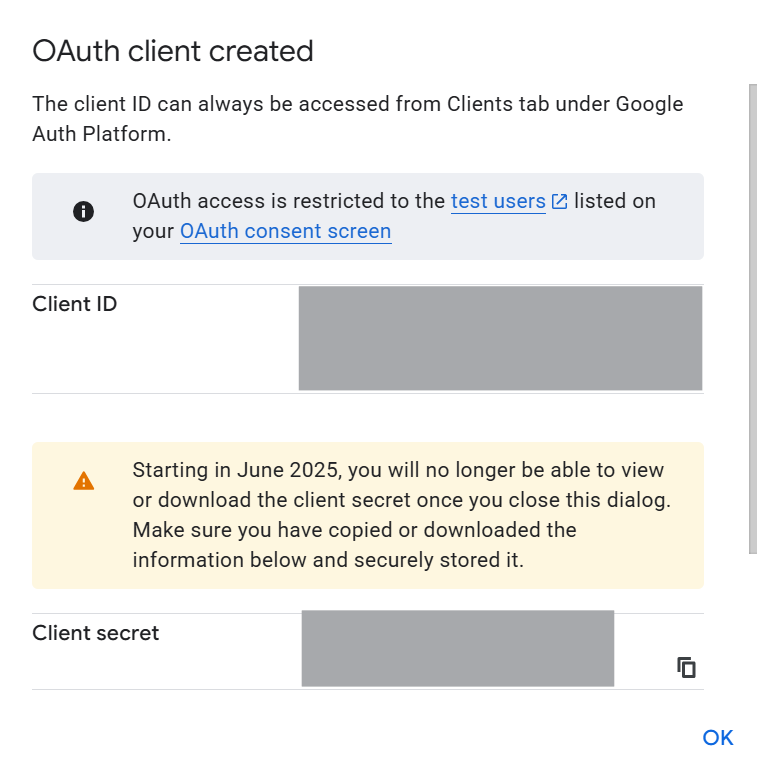 OAuth client created
The client ID can always be accessed from Clients tab under Google
Auth Platform.
OAuth access is restricted to the test users listed on
your OAuth consent screen
Client ID
Starting in June 2025, you will no longer be able to view
or download the client secret once you close this dialog.
Make sure you have copied or downloaded the
information below and securely stored it.
Client secret
OK